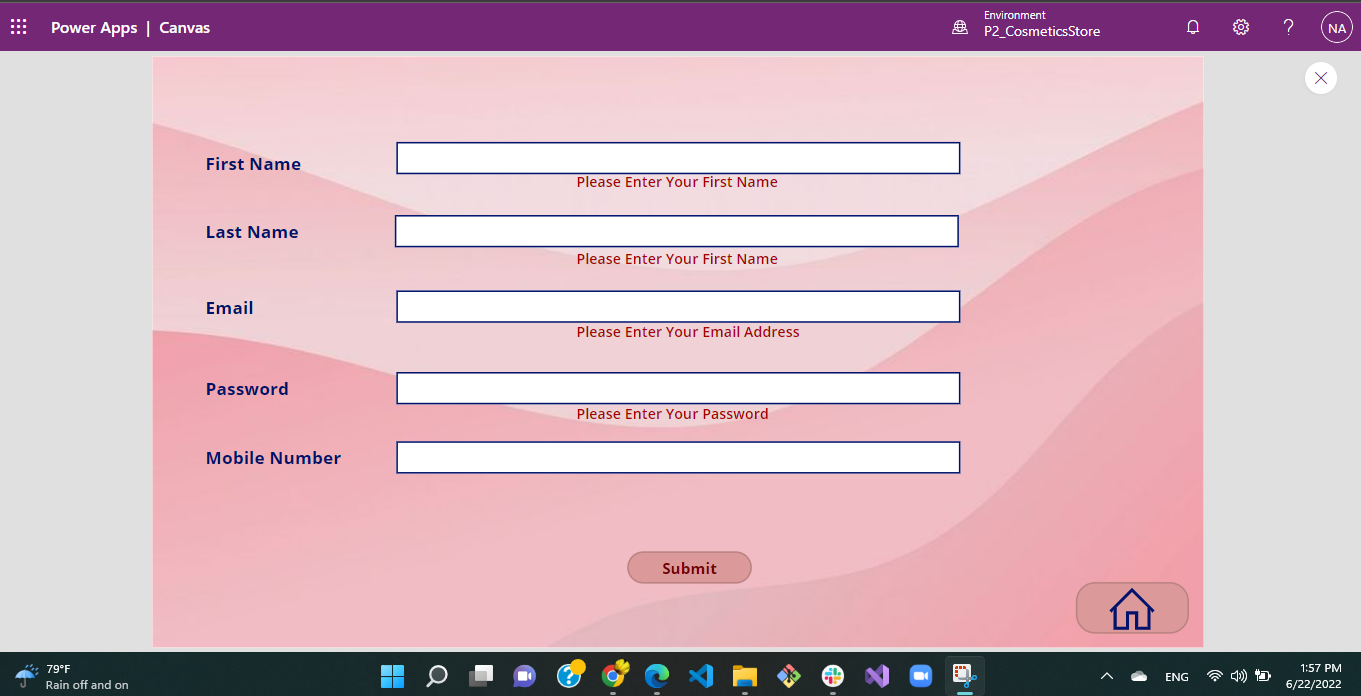 Power Apps | Canvas
Environment
P2_CosmeticsStore
?
NA
First Name
Please Enter Your First Name
Last Name
Please Enter Your First Name
Email
Please Enter Your Email Address
Password
Please Enter Your Password
Mobile Number
Submit
79°F
Rain off and on
?
ENG
1:57 PM
6/22/2022